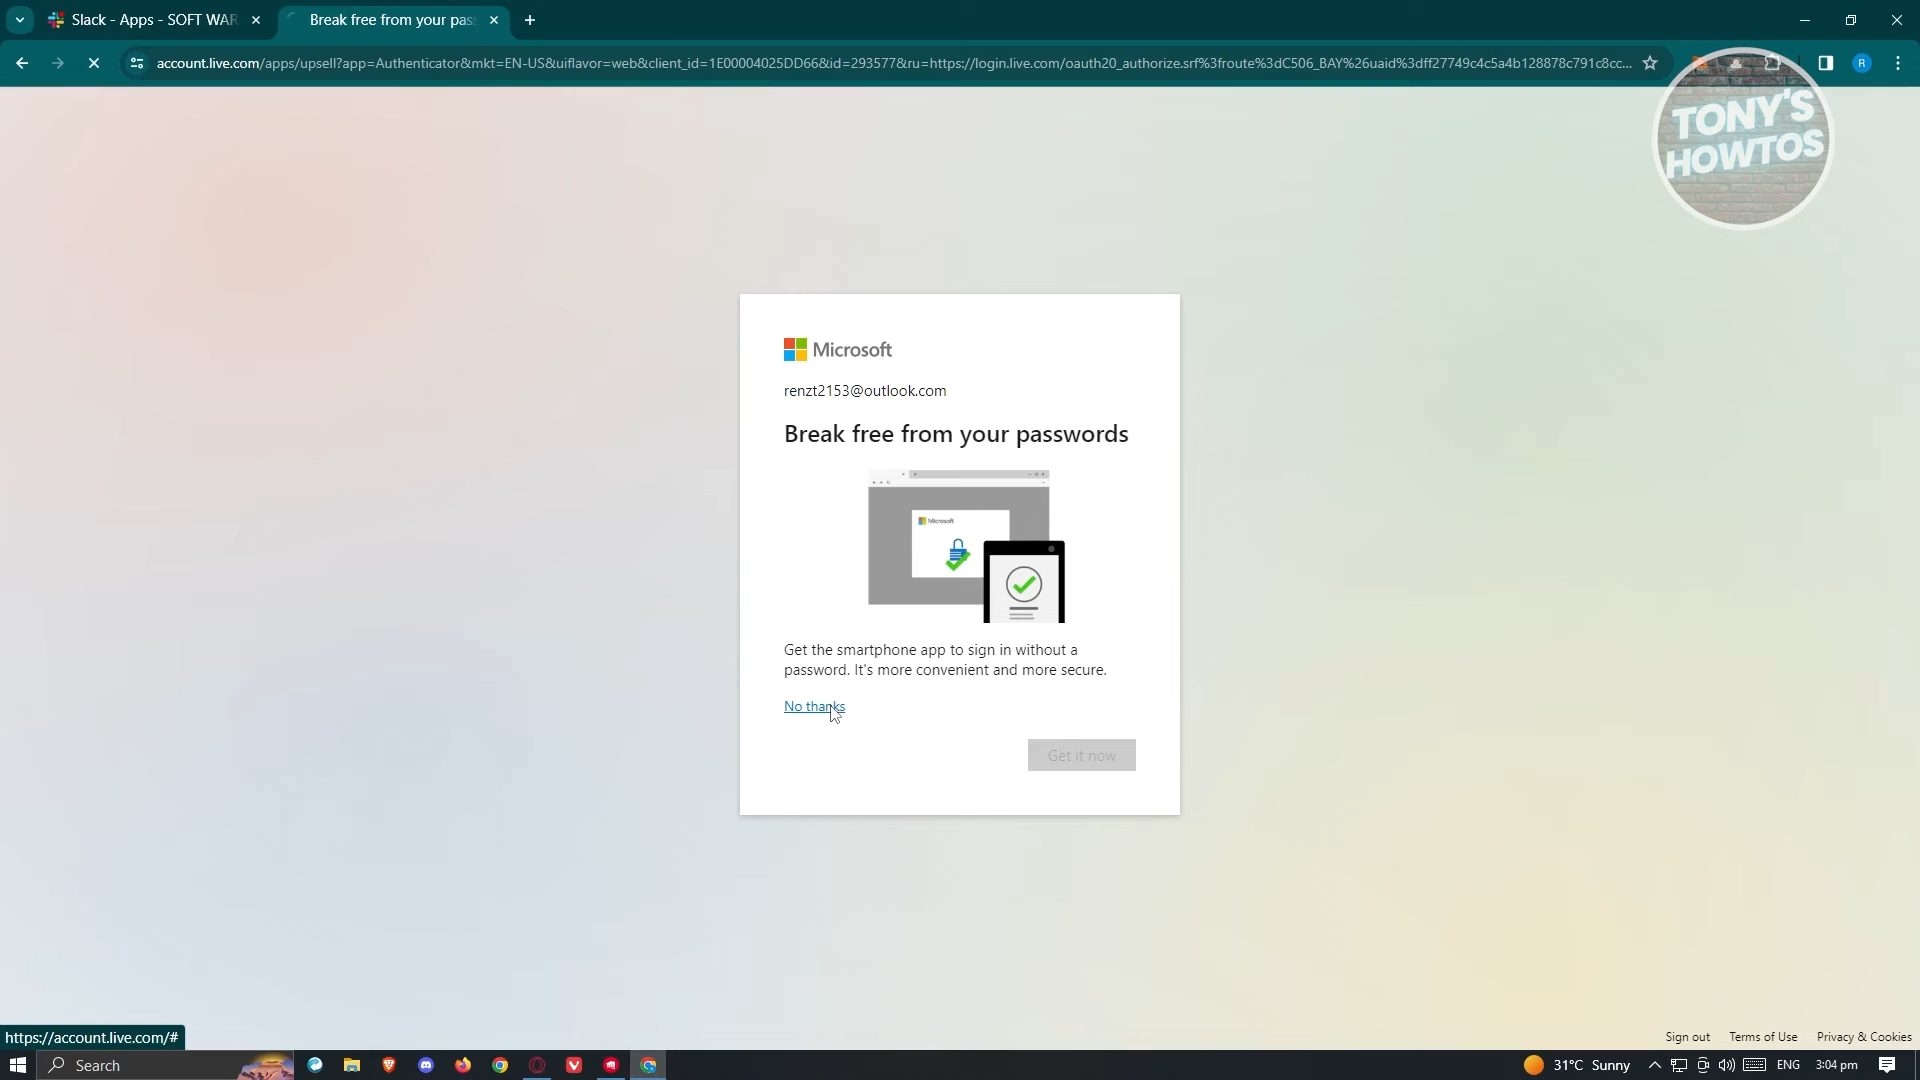 Slack - Apps - SOFT WAR
Break free from your pas
account.live.com/apps/upsell?app=Authenticator&mkt=EN-US&uiflavor=web&client_id=1E00004025DD66&id=293577&ru=https://login.live.com/oauth20_authorize.srf%3froute%3dC506_BAY%26uaid%3dff27749c4c5a4b128878c791c8cc...
R
TONY'S
HOWTOS
Microsoft
renzt2153@outlook.com
Break free from your passwords
Microsoft
Get the smartphone app to sign in without a
password. It's more convenient and more secure.
No thanks
Get it now
https://account.live.com/#
Sign out
Terms of Use
Privacy & Cookies
Search
31°C Sunny
ENG
3:04 pm